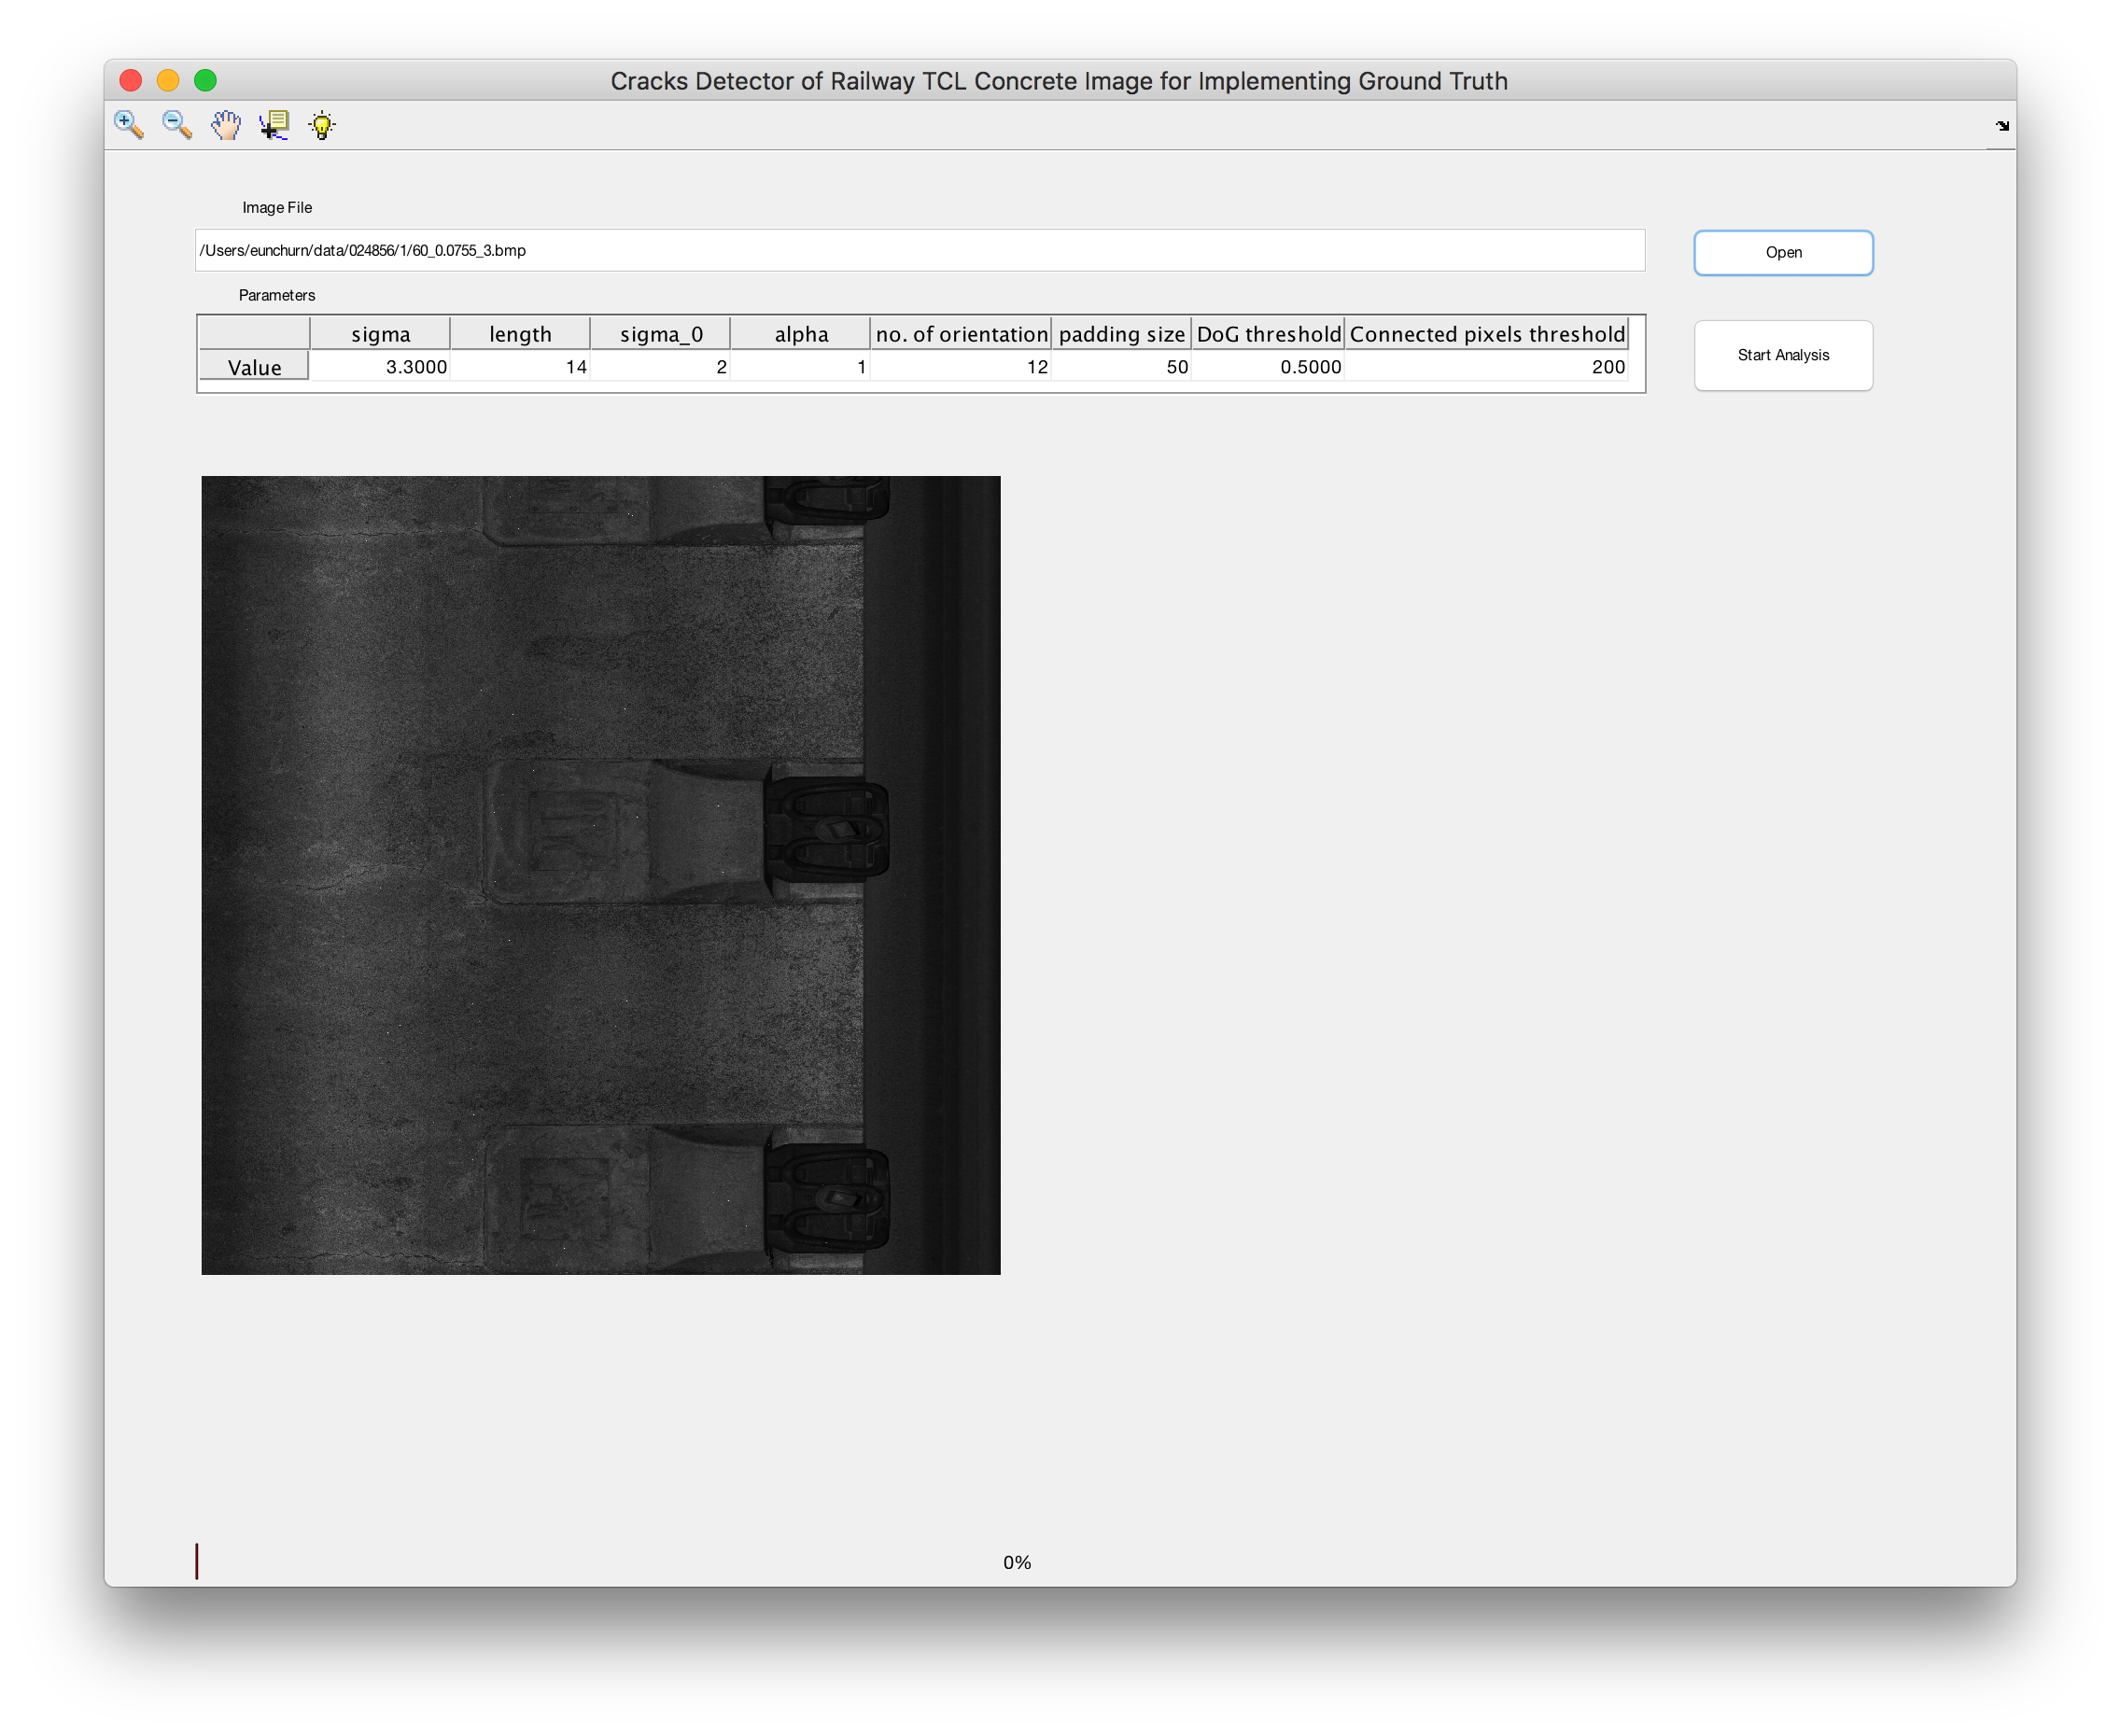 Cracks Detector of Railway TCL Concrete Image for Implementing Ground Truth
Image File
/Users/eunchurn/data/024856/1/60_0.0755_3.bmp
Open
Parameters
sigma length sigma_0 alpha no. of orientation padding size DoG threshold Connected pixels threshold
Value 3.3000 14 2 1 12 50 0.5000 200
Start Analysis
0%